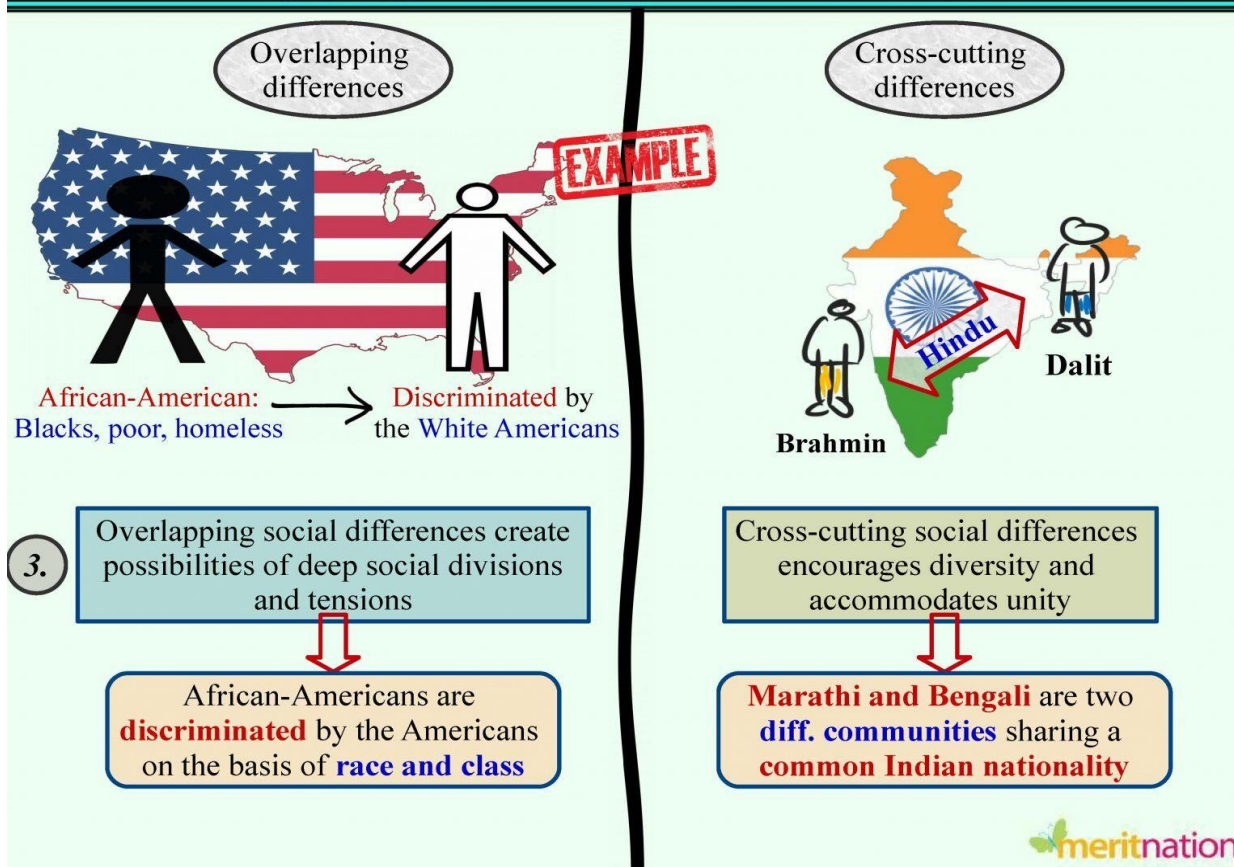 Overlapping
differences
EXAMPLE
African-American:
Blacks, poor, homeless
Discriminated by
the White Americans
3.
Overlapping social differences create
possibilities of deep social divisions
and tensions
African-Americans are
discriminated by the Americans
on the basis of race and class
Cross-cutting
differences
Hindu
Dalit
Brahmin
Cross-cutting social differences
encourages diversity and
accommodates unity
Marathi and Bengali are two
diff. communities sharing a
common Indian nationality
meritnation